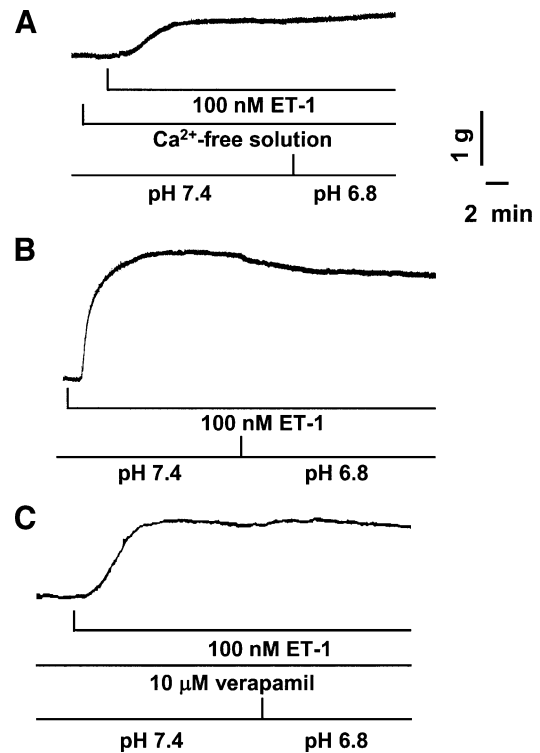 A
100 nM ET-1
Ca²⁺-free solution
pH 7.4 pH 6.8
1 g
2 min
B
100 nM ET-1
pH 7.4 pH 6.8
C
100 nM ET-1
10 µM verapamil
pH 7.4 pH 6.8